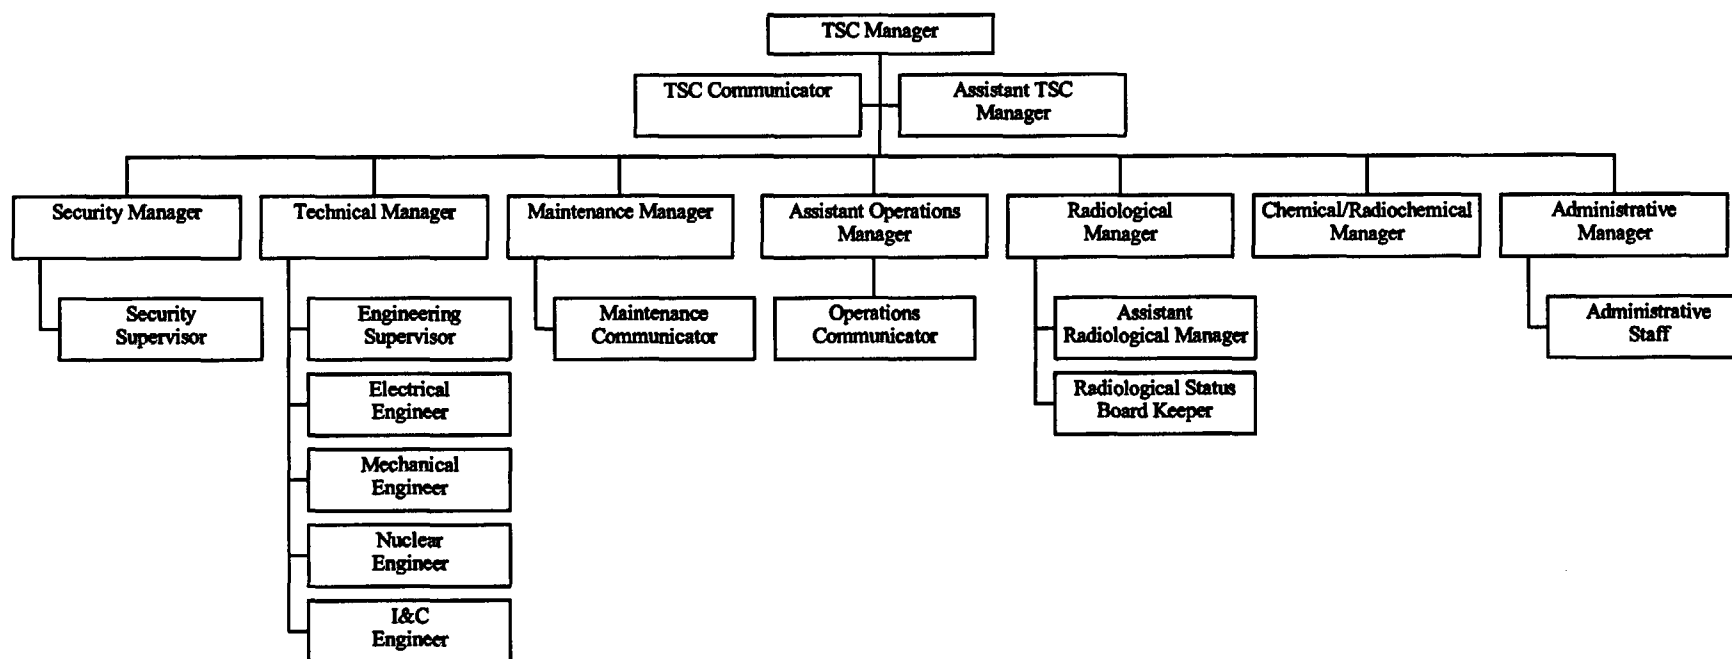 TSC Manager
TSC Communicator
Assistant TSC
Manager
Security Manager
Technical Manager
Maintenance Manager
Assistant Operations
Manager
Radiological
Manager
Chemical/Radiochemical
Manager
Administrative
Manager
Security
Supervisor
Engineering
Supervisor
Maintenance
Communicator
Operations
Communicator
Assistant
Radiological Manager
Administrative
Staff
Electrical
Engineer
Radiological Status
Board Keeper
Mechanical
Engineer
Nuclear
Engineer
I&C
Engineer